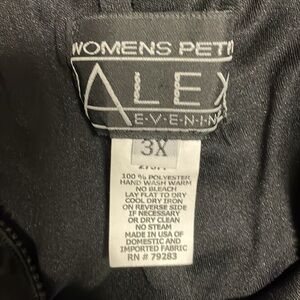 WOMENS PETI
ALEX
E·V·E·N·I·N
3X
100 % POLYESTER
HAND WASH WARM
NO BLEACH
LAY FLAT TO DRY
COOL DRY IRON
ON REVERSE SIDE
IF NECESSARY
OR DRY CLEAN
NO STEAM
MADE IN USA OF
DOMESTIC AND
IMPORTED FABRIC
RN # 79283